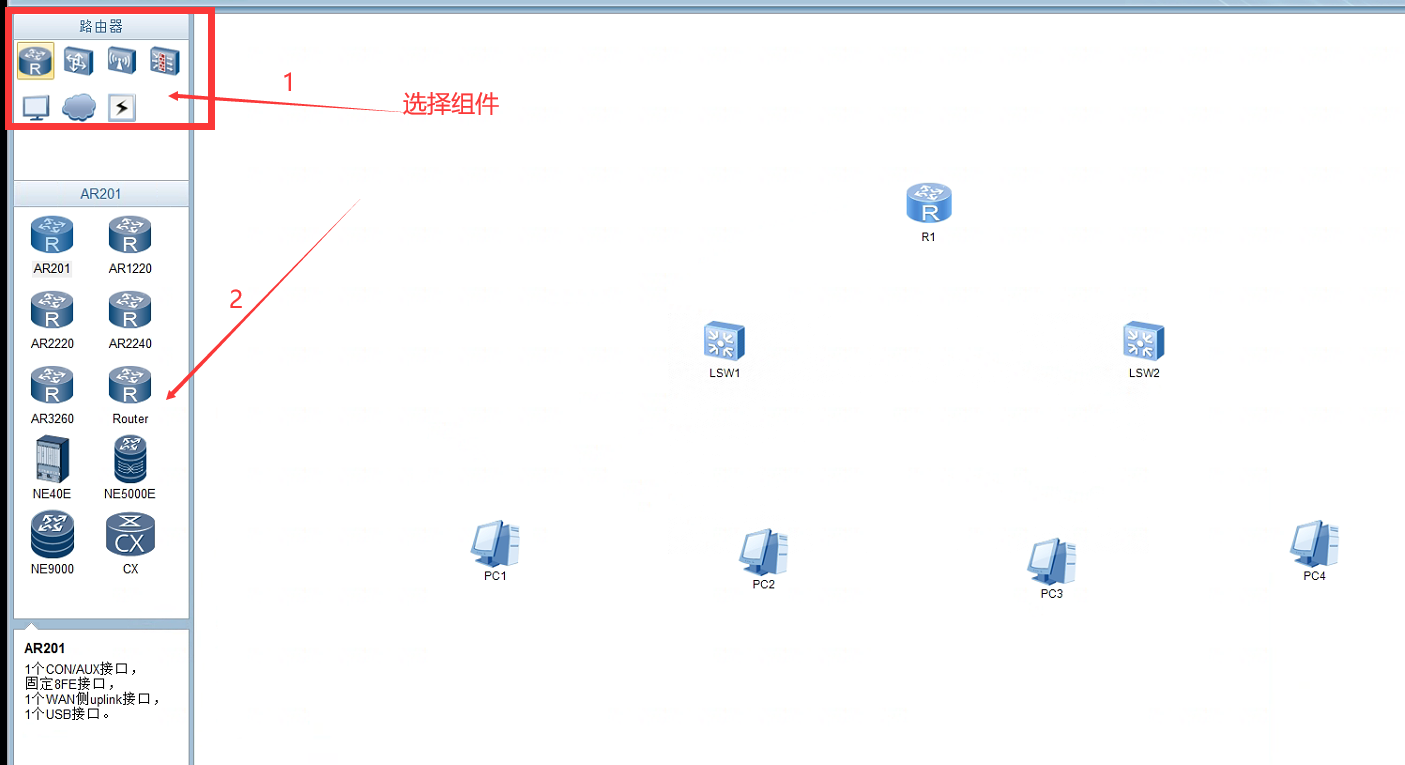 路由器
R
1
选择组件
AR201
R
R
AR201
AR1220
R
R
AR2220
AR2240
R
R
AR3260
Router
NE40E
NE5000E
CX
NE9000
CX
2
R
R1
LSW1
LSW2
PC1
PC2
PC3
PC4
AR201
1个CON/AUX接口，
固定8FE接口，
1个WAN侧uplink接口，
1个USB接口。